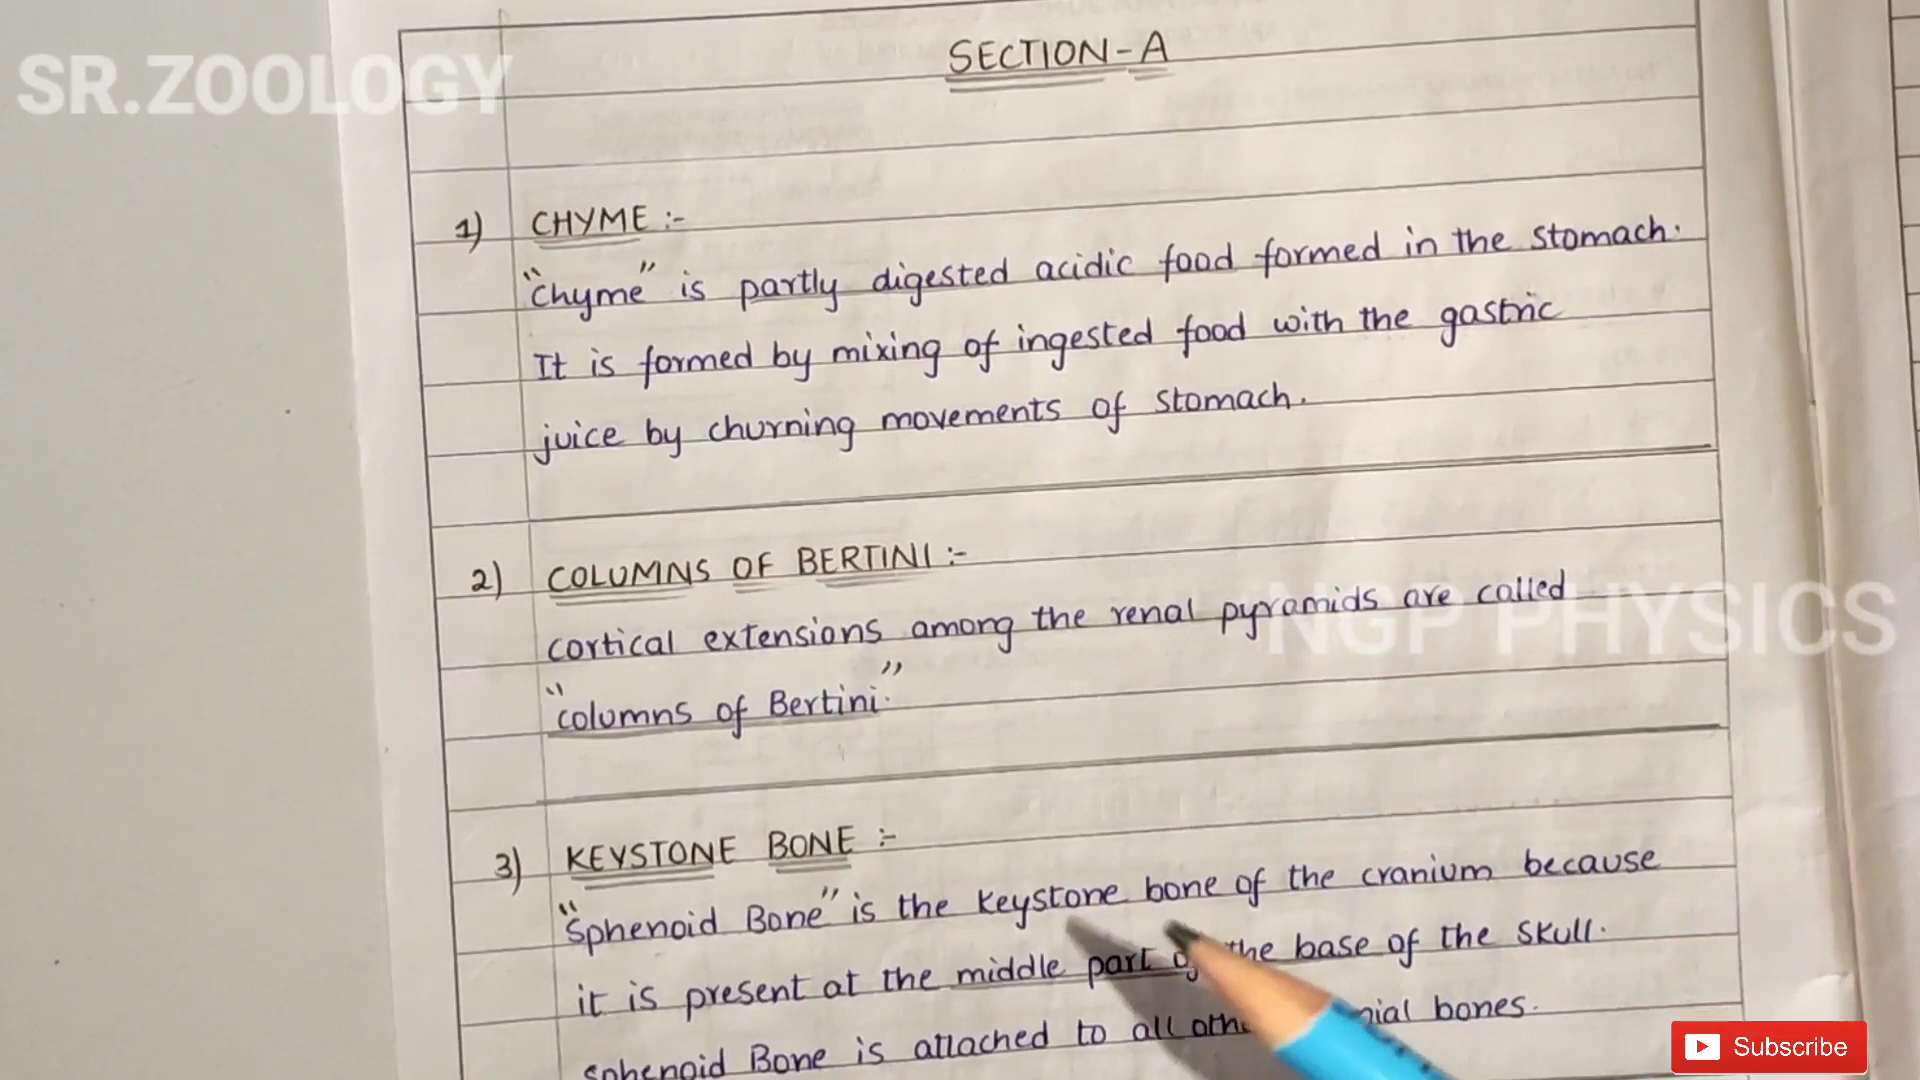 SR.ZOOLOGY
SECTION-A
1) CHYME :-
"chyme" is partly digested acidic food formed in the stomach.
It is formed by mixing of ingested food with the gastric
juice by churning movements of stomach.
2) COLUMNS OF BERTINI :-
cortical extensions among the renal pyramids are called
NGP PHYSICS
"columns of Bertini."
3) KEYSTONE BONE :-
"Sphenoid Bone" is the keystone bone of the cranium because
it is present at the middle part of the base of the skull.
sphenoid Bone is attached to all bones.
Subscribe